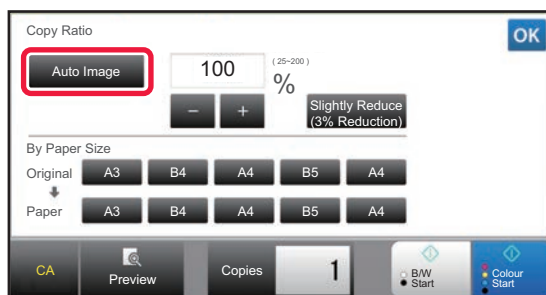 Copy Ratio
OK
Auto Image
100
(25~200)
%
－
+
Slightly Reduce
(3% Reduction)
By Paper Size
Original
A3
B4
A4
B5
A4
Paper
A3
B4
A4
B5
A4
CA
Preview
Copies
1
B/W
Start
Colour
Start